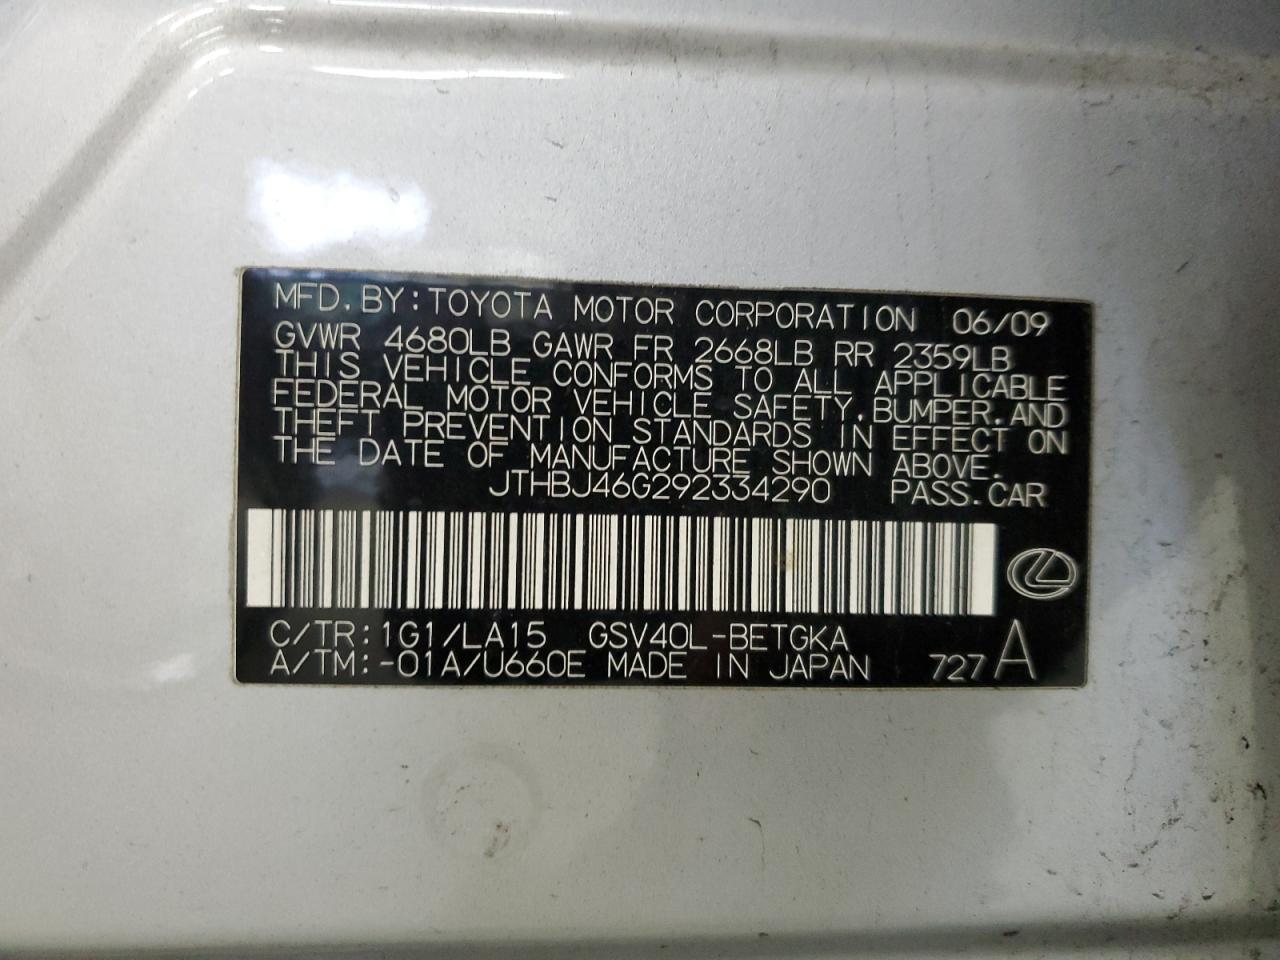 MFD. BY: TOYOTA MOTOR CORPORATION 06/09
GVWR 4680LB GAWR FR 2668LB RR 2359LB
THIS VEHICLE CONFORMS TO ALL APPLICABLE
FEDERAL MOTOR VEHICLE SAFETY, BUMPER, AND
THEFT PREVENTION STANDARDS IN EFFECT ON
THE DATE OF MANUFACTURE SHOWN ABOVE.
JTHBJ46G292334290 PASS. CAR
C/TR: 1G1/LA15 GSV40L-BETGKA
A/TM: -01A/U660E MADE IN JAPAN 727 A